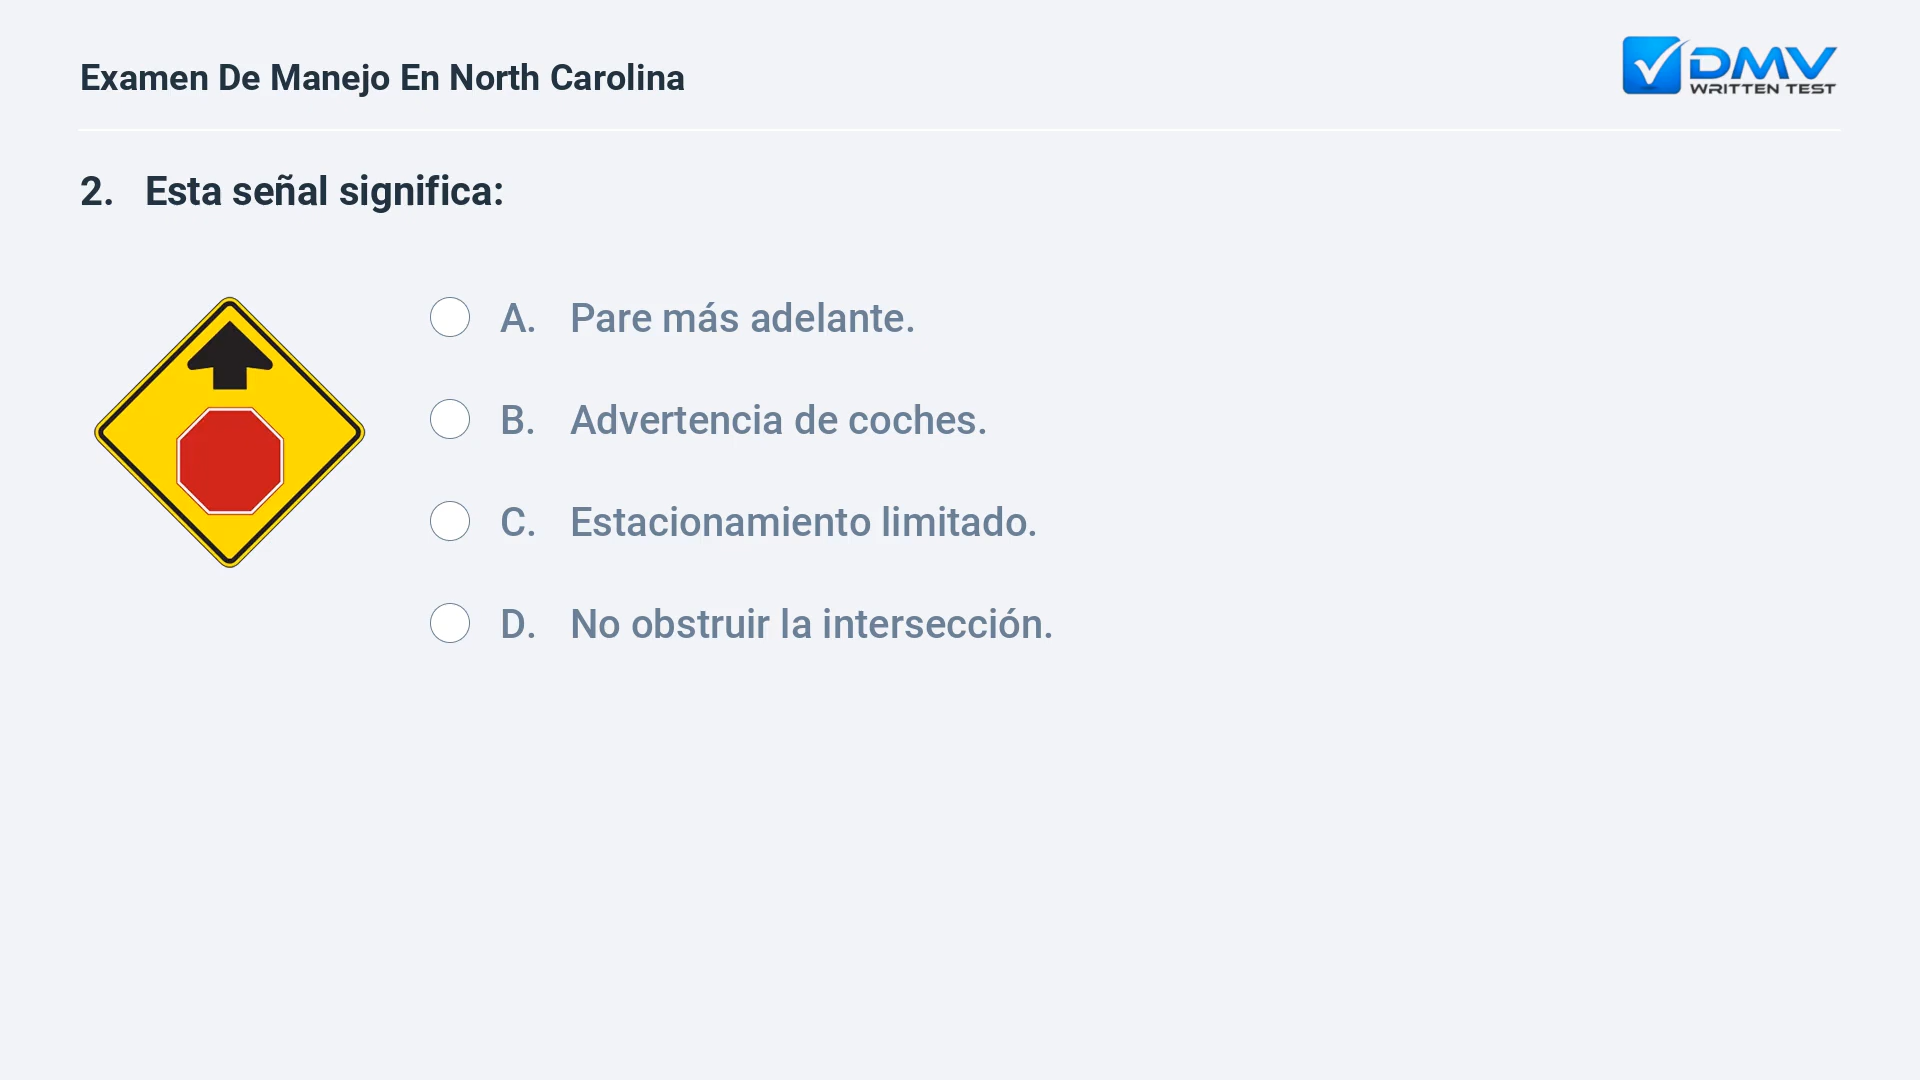 Examen De Manejo En North Carolina
DMV
WRITTEN TEST
2. Esta señal significa:
A. Pare más adelante.
B. Advertencia de coches.
C. Estacionamiento limitado.
D. No obstruir la intersección.